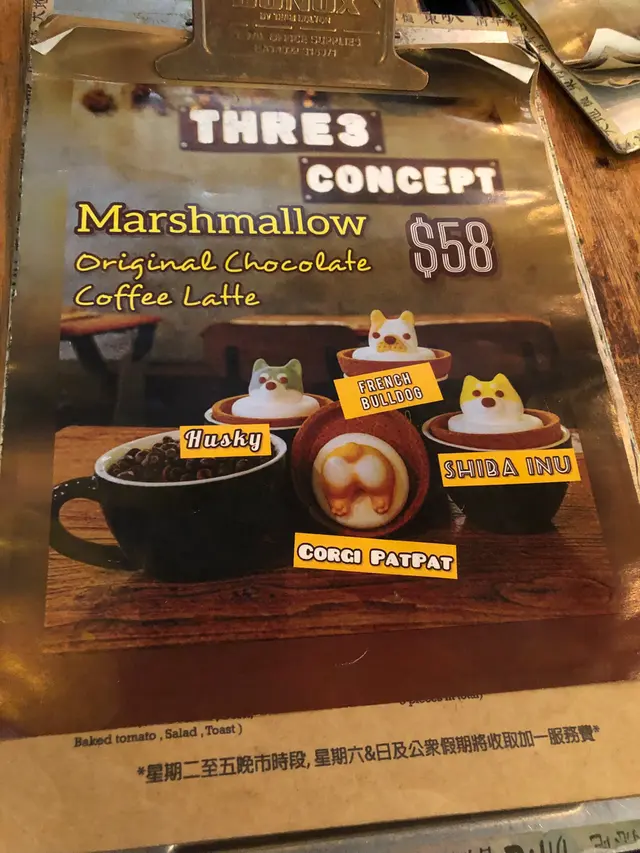 THRE3
CONCEPT
Marshmallow
$58
Original Chocolate
Coffee Latte
FRENCH
BULLDOG
Husky
SHIBA INU
CORGI PATPAT
Baked tomato , Salad , Toast )
*星期二至五晚市時段, 星期六&日及公衆假期將收取加一服務費*